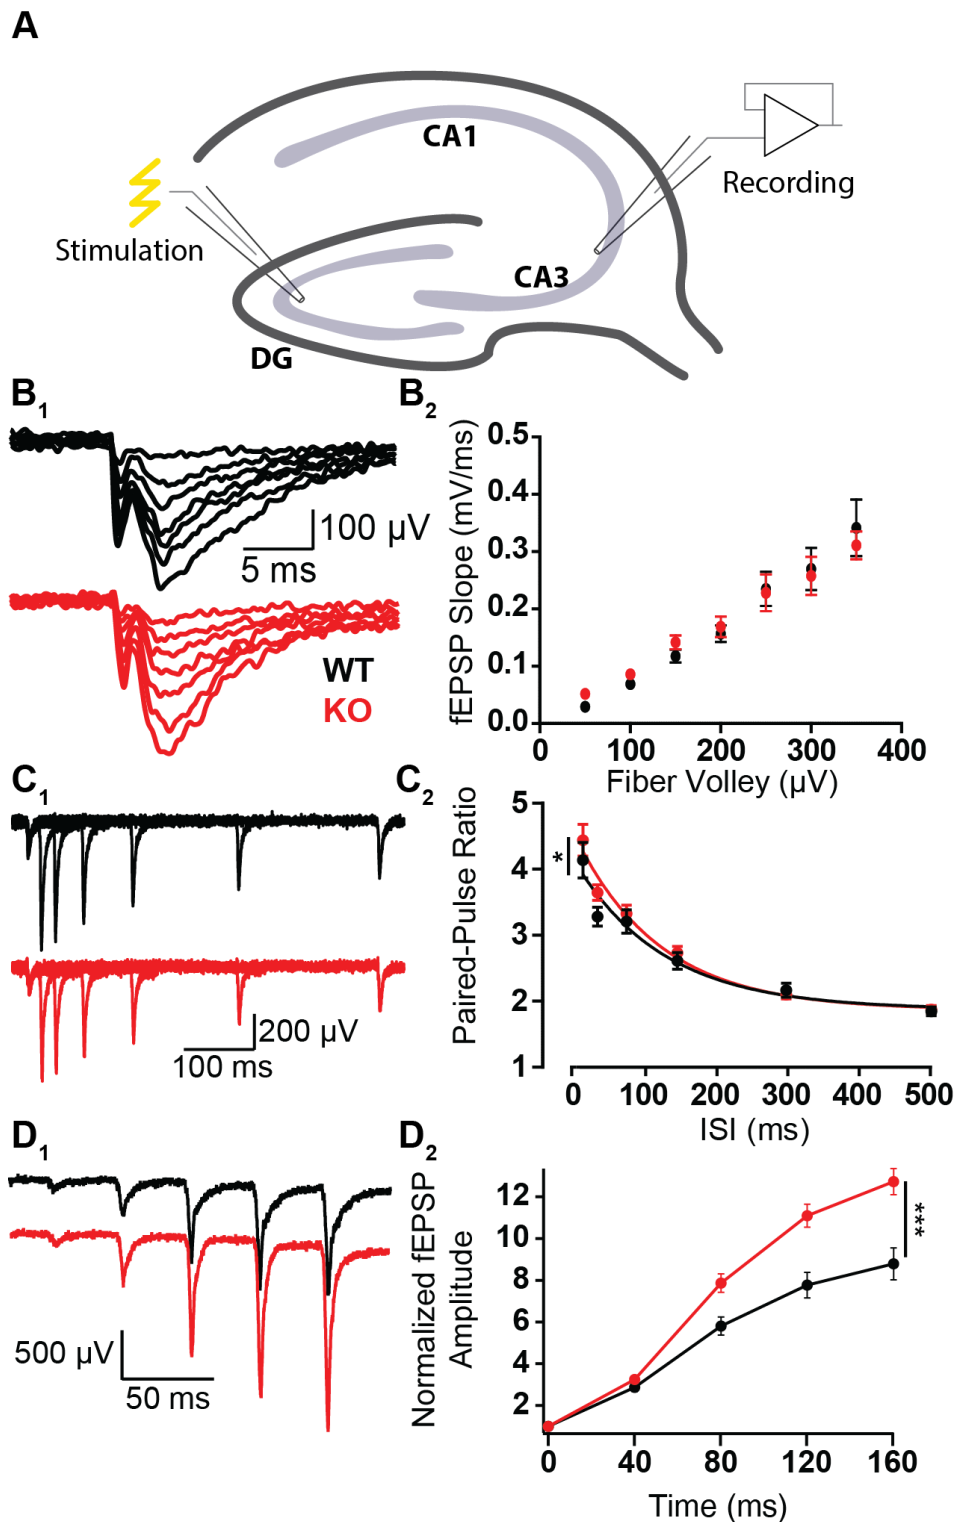 A
CA1
Recording
Stimulation
CA3
DG
B1
100 µV
5 ms
WT
KO
B2
fEPSP Slope (mV/ms)
0.5
0.4
0.3
0.2
0.1
0.0
0 100 200 300 400
Fiber Volley (µV)
C1
200 µV
100 ms
C2
Paired-Pulse Ratio
5
4
3
2
1
*
0 100 200 300 400 500
ISI (ms)
D1
500 µV
50 ms
D2
Normalized fEPSP
Amplitude
12
10
8
6
4
2
***
0 40 80 120 160
Time (ms)